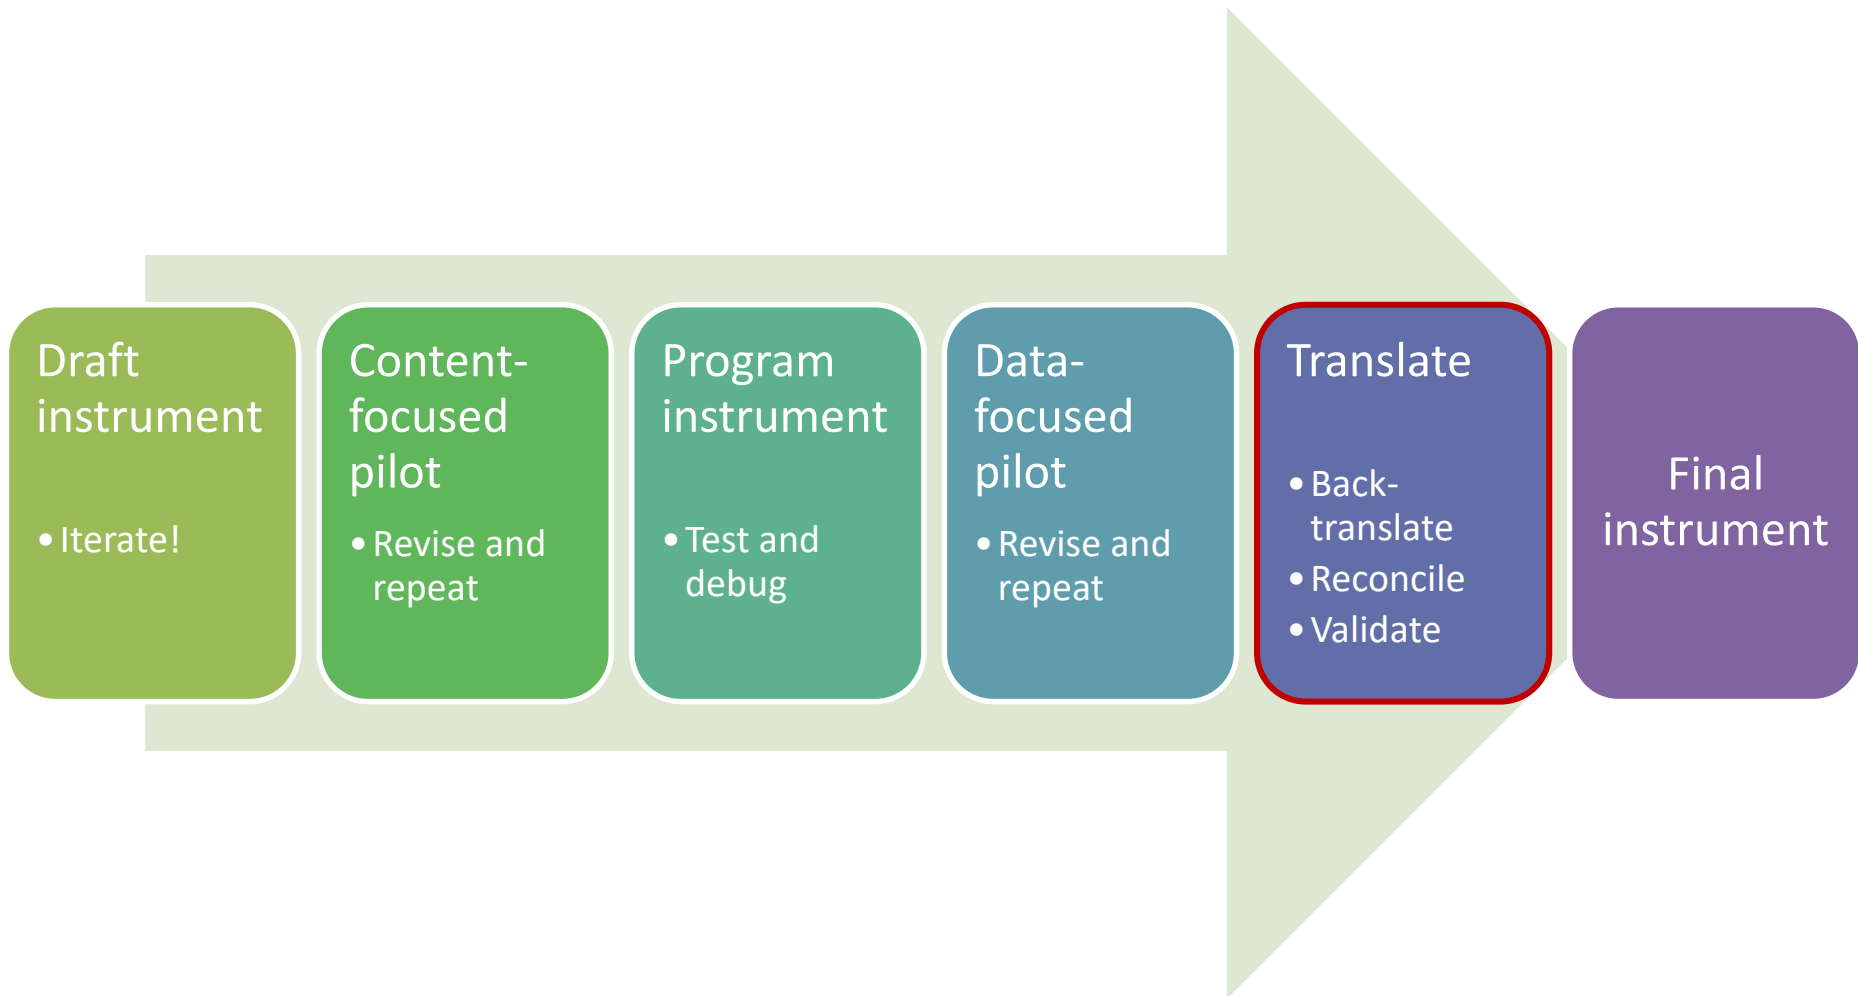 Draft
instrument
• Iterate!
Content-
focused
pilot
• Revise and
repeat
Program
instrument
• Test and
debug
Data-
focused
pilot
• Revise and
repeat
Translate
• Back-
translate
• Reconcile
• Validate
Final
instrument